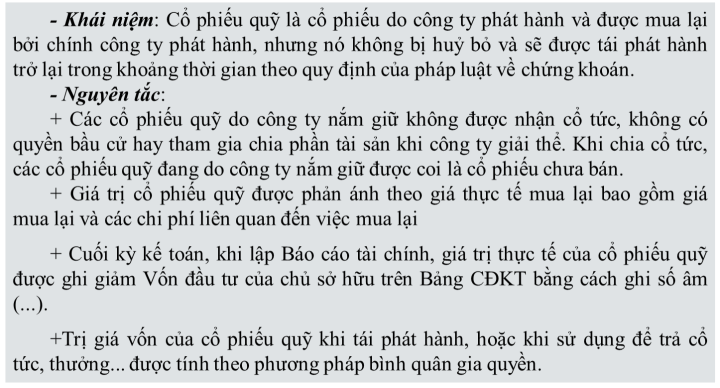 - Khái niệm: Cổ phiếu quỹ là cổ phiếu do công ty phát hành và được mua lại
bởi chính công ty phát hành, nhưng nó không bị huỷ bỏ và sẽ được tái phát hành
trở lại trong khoảng thời gian theo quy định của pháp luật về chứng khoán.
- Nguyên tắc:
+ Các cổ phiếu quỹ do công ty nắm giữ không được nhận cổ tức, không có
quyền bầu cử hay tham gia chia phần tài sản khi công ty giải thể. Khi chia cổ tức,
các cổ phiếu quỹ đang do công ty nắm giữ được coi là cổ phiếu chưa bán.
+ Giá trị cổ phiếu quỹ được phản ánh theo giá thực tế mua lại bao gồm giá
mua lại và các chi phí liên quan đến việc mua lại
+ Cuối kỳ kế toán, khi lập Báo cáo tài chính, giá trị thực tế của cổ phiếu quỹ
được ghi giảm Vốn đầu tư của chủ sở hữu trên Bảng CĐKT bằng cách ghi số âm
(...).
+Trị giá vốn của cổ phiếu quỹ khi tái phát hành, hoặc khi sử dụng để trả cổ
tức, thưởng... được tính theo phương pháp bình quân gia quyền.